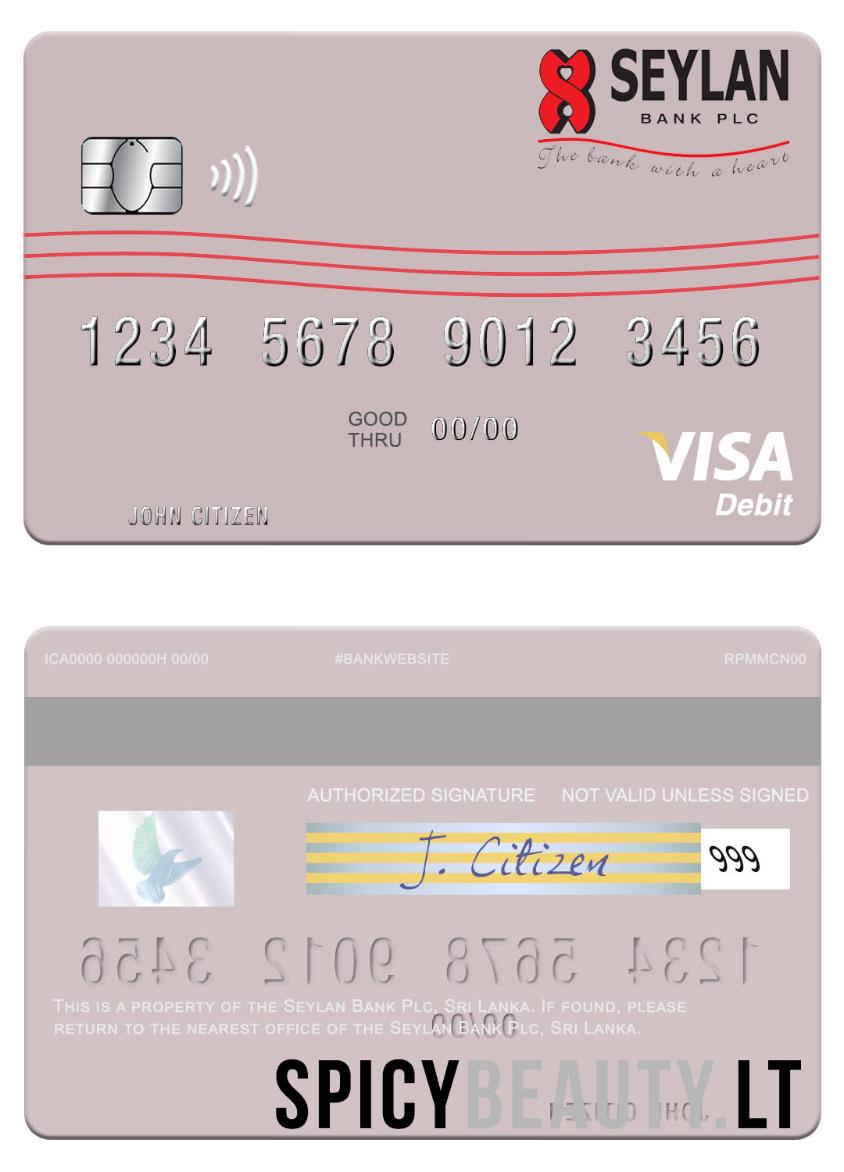 SEYLAN
BANK PLC
The bank with a heart
1234 5678 9012 3456
GOOD THRU 00/00
VISA
Debit
JOHN CITIZEN
ICA0000 000000H 00/00 #BANKWEBSITE RPMMCN00
AUTHORIZED SIGNATURE NOT VALID UNLESS SIGNED
J. Citizen 999
1234 5678 9012 3456
THIS IS A PROPERTY OF THE SEYLAN BANK PLC, SRI LANKA. IF FOUND, PLEASE
RETURN TO THE NEAREST OFFICE OF THE SEYLAN BANK PLC, SRI LANKA.
00/00
SPICYBEAUTY.LT
JOHN CITIZEN